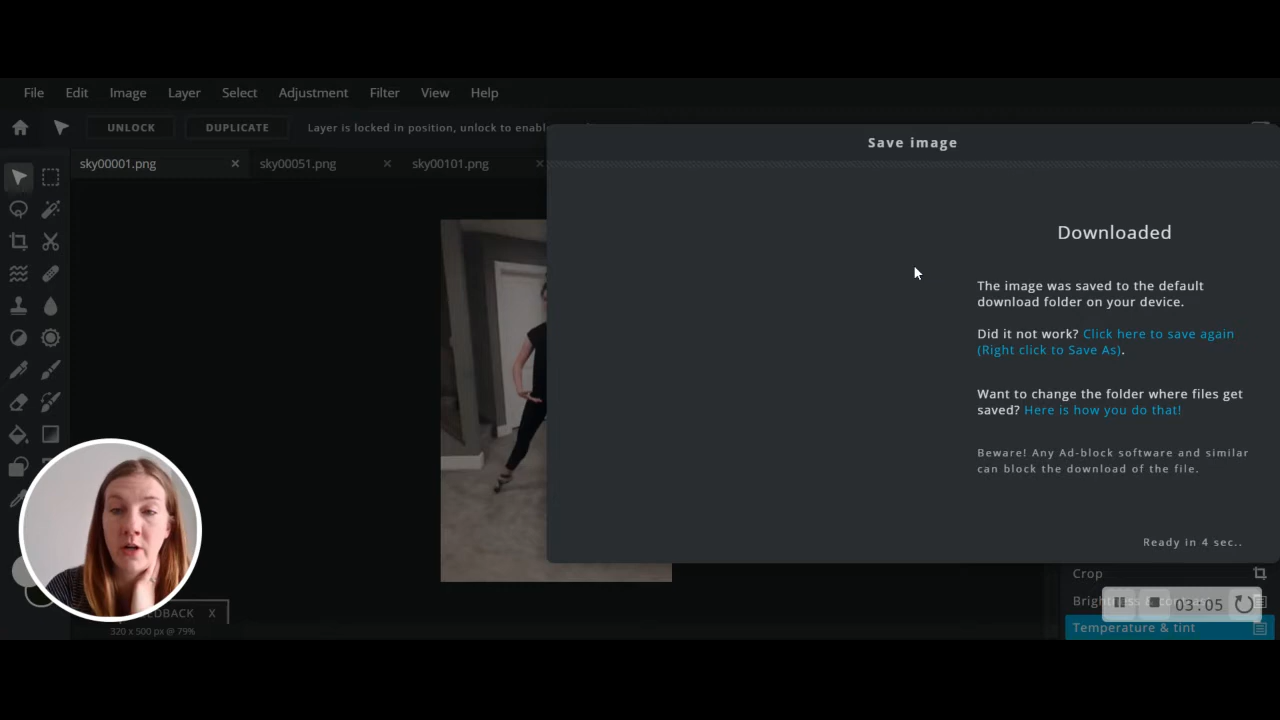 File Edit Image Layer Select Adjustment Filter View Help
UNLOCK DUPLICATE Layer is locked in position, unlock to
Save image
sky00001.png × sky00051.png × sky00101.png ×
Downloaded
The image was saved to the default
download folder on your device.
Did it not work? Click here to save again
(Right click to Save As).
Want to change the folder where files get
saved? Here is how you do that!
Beware! Any Ad-block software and similar
can block the download of the file.
Ready in 4 sec..
Crop
03:05
X
Temperature & tint
320 x 500 px @ 79%